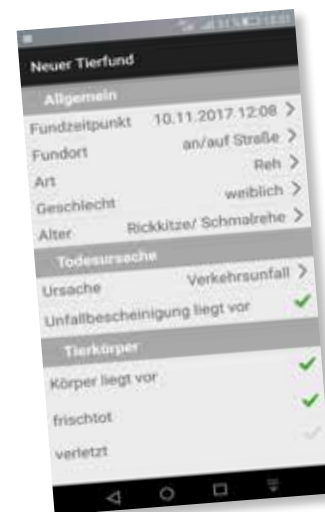 Neuer Tierfund
Allgemein
Fundzeitpunkt 10.11.2017 12:08
Fundort an/auf Straße
Art Reh
Geschlecht weiblich
Alter Rickkitze/ Schmalrehe
Todesursache
Ursache Verkehrsunfall
Unfallbescheinigung liegt vor
Tierkörper
Körper liegt vor
frischtot
verletzt